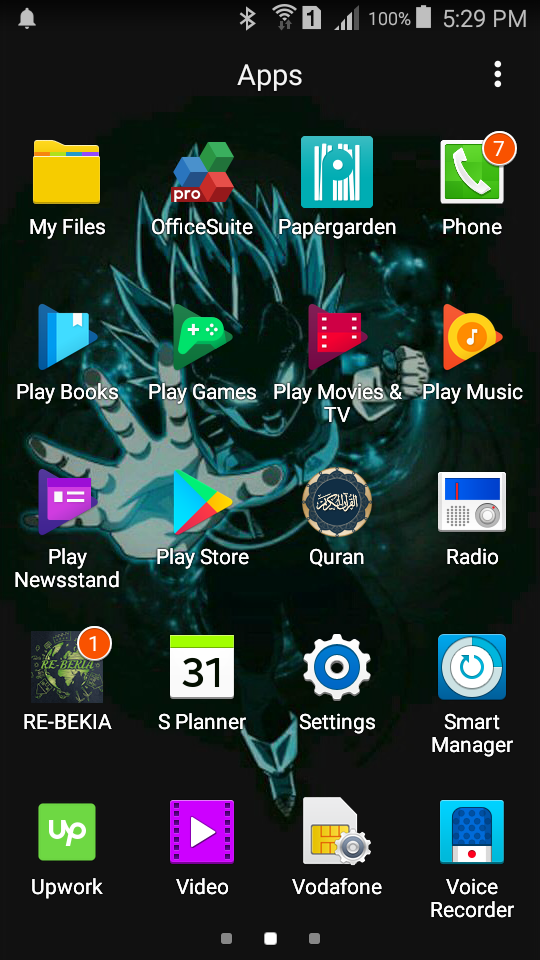 1
100%
5:29 PM
Apps
pro
7
My Files
OfficeSuite
Papergarden
Phone
Play Books
Play Games
Play Movies &
TV
Play Music
Play
Newsstand
Play Store
Quran
Radio
RE-BEKIA
1
31
RE-BEKIA
S Planner
Settings
Smart
Manager
Up
Upwork
Video
Vodafone
Voice
Recorder